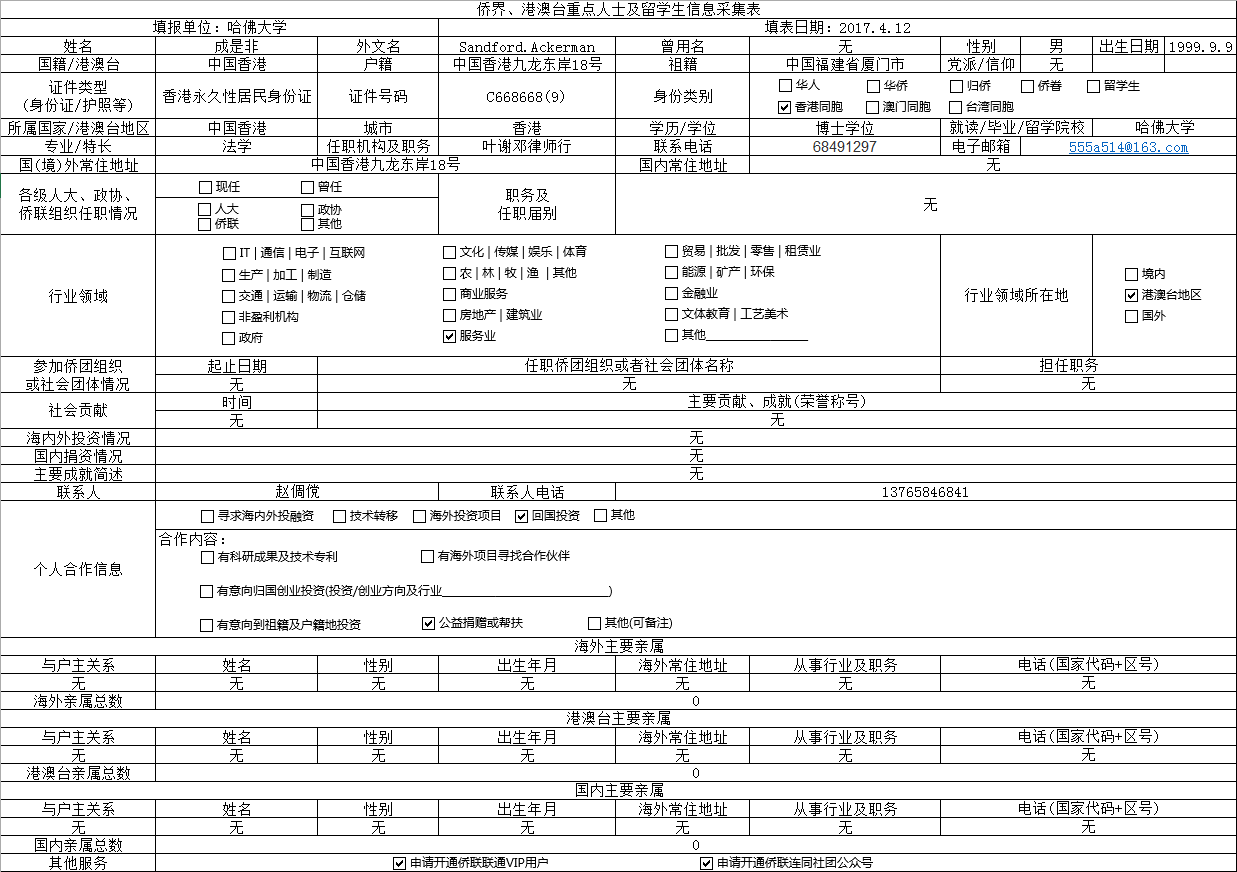 侨界、港澳台重点人士及留学生信息采集表
填报单位：哈佛大学 填表日期：2017.4.12
姓名 成是非 外文名 Sandford.Ackerman 曾用名 无 性别 男 出生日期 1999.9.9
国籍/港澳台 中国香港 户籍 中国香港九龙东岸18号 祖籍 中国福建省厦门市 党派/信仰 无
证件类型
(身份证/护照等) 香港永久性居民身份证 证件号码 C668668(9) 身份类别
华人 华侨 归侨 侨眷 留学生
香港同胞 澳门同胞 台湾同胞
所属国家/港澳台地区 中国香港 城市 香港 学历/学位 博士学位 就读/毕业/留学院校 哈佛大学
专业/特长 法学 任职机构及职务 叶谢邓律师行 联系电话 68491297 电子邮箱 555a514@163.com
国(境)外常住地址 中国香港九龙东岸18号 国内常住地址 无
各级人大、政协、
侨联组织任职情况
现任 曾任
人大 政协
侨联 其他
职务及
任职届别
无
行业领域
IT | 通信 | 电子 | 互联网 文化 | 传媒 | 娱乐 | 体育 贸易 | 批发 | 零售 | 租赁业
生产 | 加工 | 制造 农 | 林 | 牧 | 渔 | 其他 能源 | 矿产 | 环保
交通 | 运输 | 物流 | 仓储 商业服务 金融业
非盈利机构 房地产 | 建筑业 文体教育 | 工艺美术
政府 服务业 其他
行业领域所在地
境内
港澳台地区
国外
参加侨团组织
或社会团体情况
起止日期 任职侨团组织或者社会团体名称 担任职务
无 无 无
社会贡献
时间 主要贡献、成就(荣誉称号)
无 无
海内外投资情况 无
国内捐资情况 无
主要成就简述 无
联系人 赵倜傥 联系人电话 13765846841
个人合作信息
寻求海内外投融资 技术转移 海外投资项目 回国投资 其他
合作内容：
有科研成果及技术专利 有海外项目寻找合作伙伴
有意向归国创业投资(投资/创业方向及行业____________________)
有意向到祖籍及户籍地投资 公益捐赠或帮扶 其他(可备注)
海外主要亲属
与户主关系 姓名 性别 出生年月 海外常住地址 从事行业及职务 电话(国家代码+区号)
无 无 无 无 无 无 无
海外亲属总数 0
港澳台主要亲属
与户主关系 姓名 性别 出生年月 海外常住地址 从事行业及职务 电话(国家代码+区号)
无 无 无 无 无 无 无
港澳台亲属总数 0
国内主要亲属
与户主关系 姓名 性别 出生年月 海外常住地址 从事行业及职务 电话(国家代码+区号)
无 无 无 无 无 无 无
国内亲属总数 0
其他服务 申请开通侨联联通VIP用户 申请开通侨联连同社团公众号